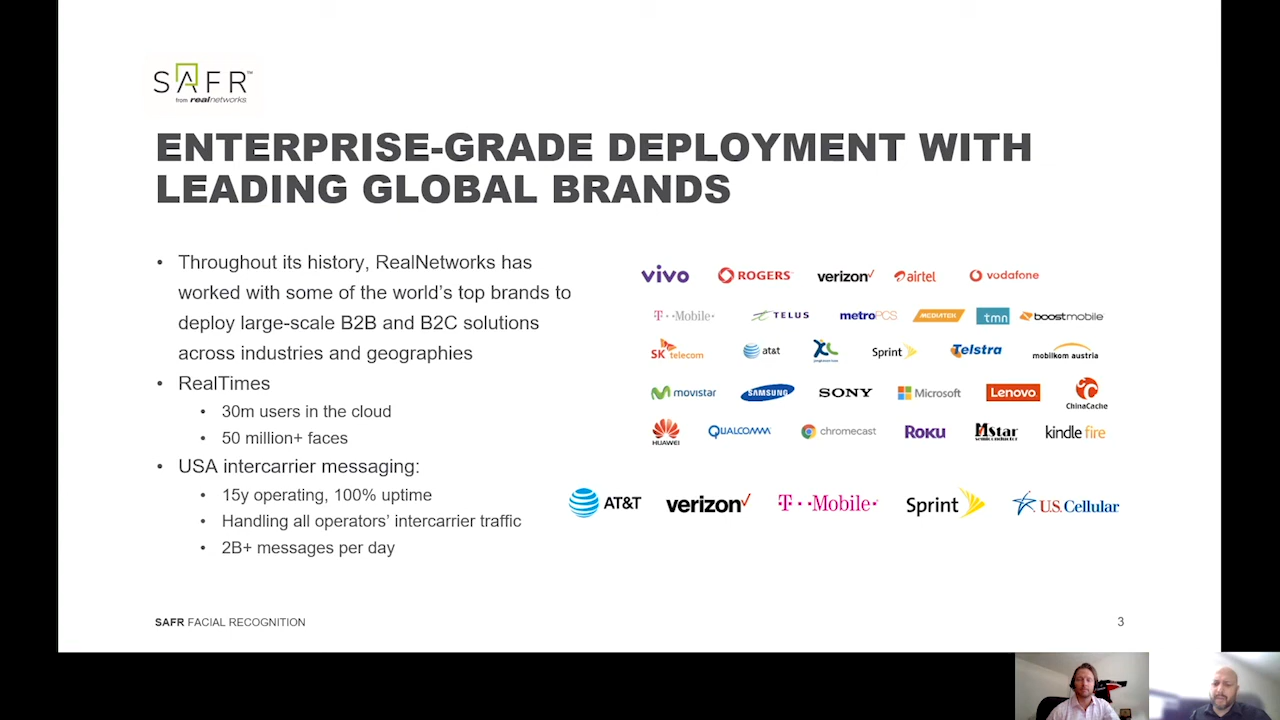 SAFR™
from realnetworks
ENTERPRISE-GRADE DEPLOYMENT WITH
LEADING GLOBAL BRANDS
• Throughout its history, RealNetworks has
worked with some of the world's top brands to
deploy large-scale B2B and B2C solutions
across industries and geographies
• RealTimes
• 30m users in the cloud
• 50 million+ faces
• USA intercarrier messaging:
• 15y operating, 100% uptime
• Handling all operators' intercarrier traffic
• 2B+ messages per day
vivo ROGERS™ verizon airtel vodafone
T··Mobile· TELUS metroPCS MEDIATEK tmn boostmobile
SK telecom at&t XL Sprint Telstra mobilkom austria
movistar SAMSUNG SONY Microsoft Lenovo ChinaCache
HUAWEI QUALCOMM chromecast ROKU MStar semiconductor kindle fire
AT&T verizon T··Mobile· Sprint U.S. Cellular
SAFR FACIAL RECOGNITION
3